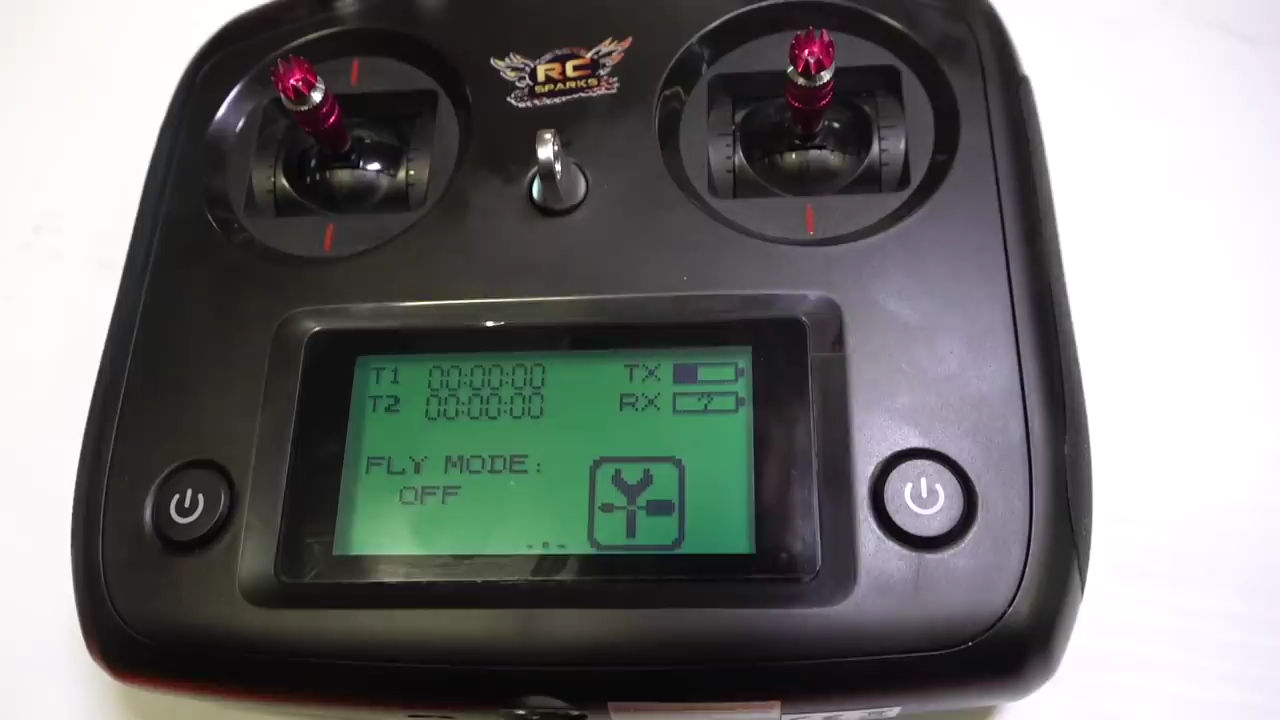 RC
SPARKS
T1 00:00:00 TX
T2 00:00:00 RX ?
FLY MODE:
OFF